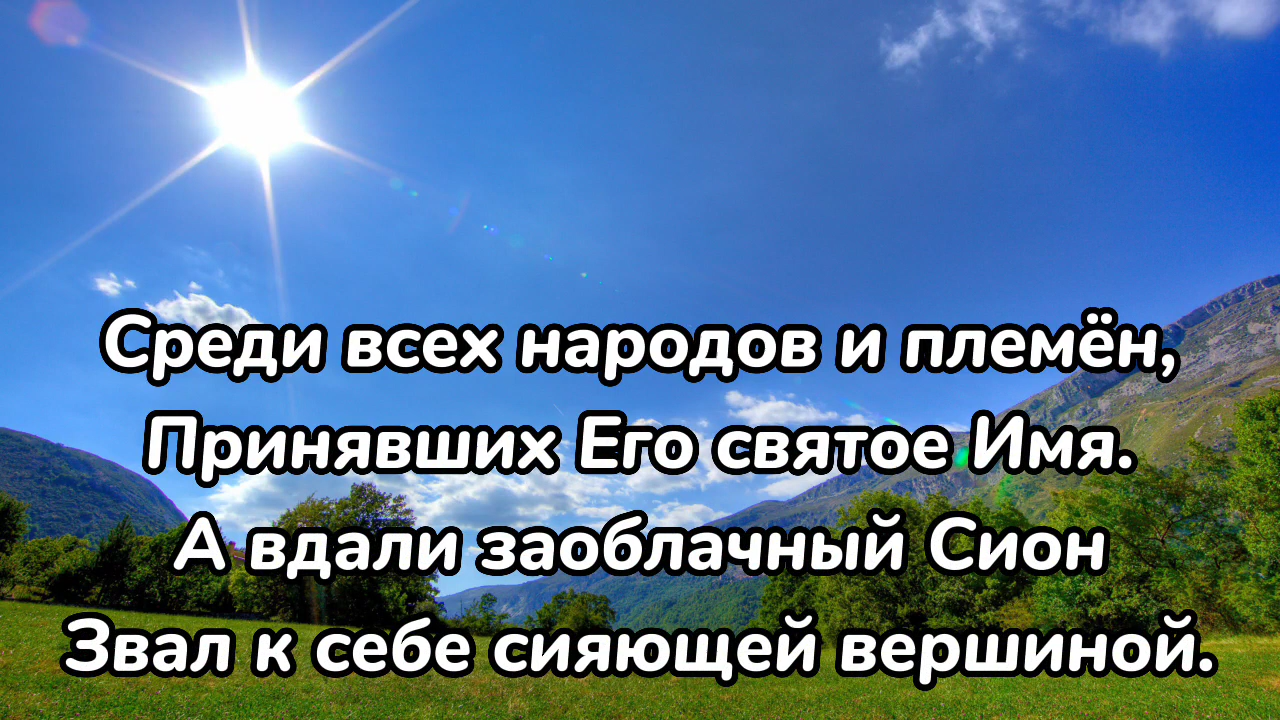 Среди всех народов и племён,
Принявших Его святое Имя.
А вдали заоблачный Сион
Звал к себе сияющей вершиной.